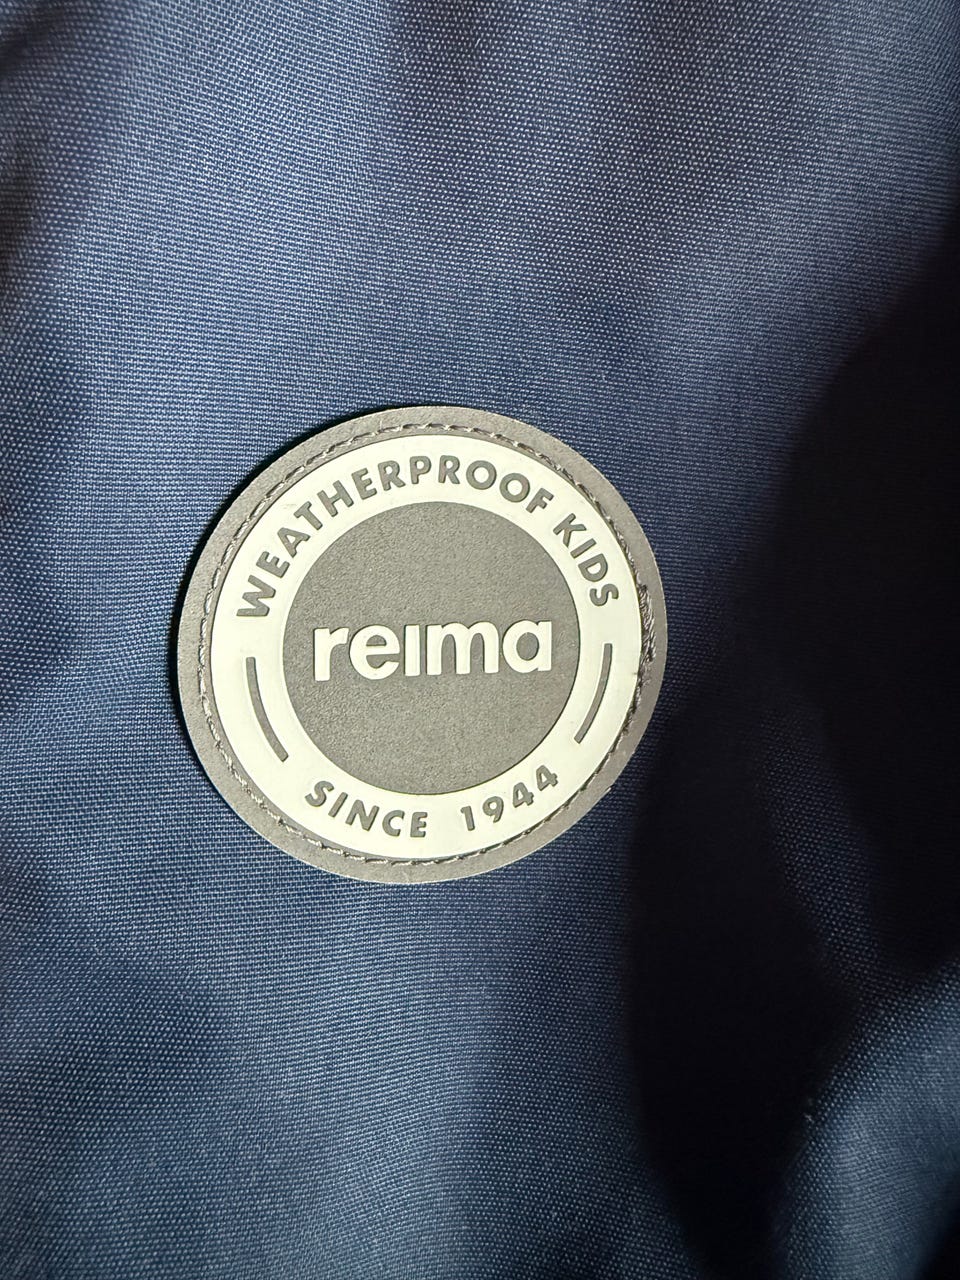 WEATHERPROOF KIDS
reima
SINCE 1944